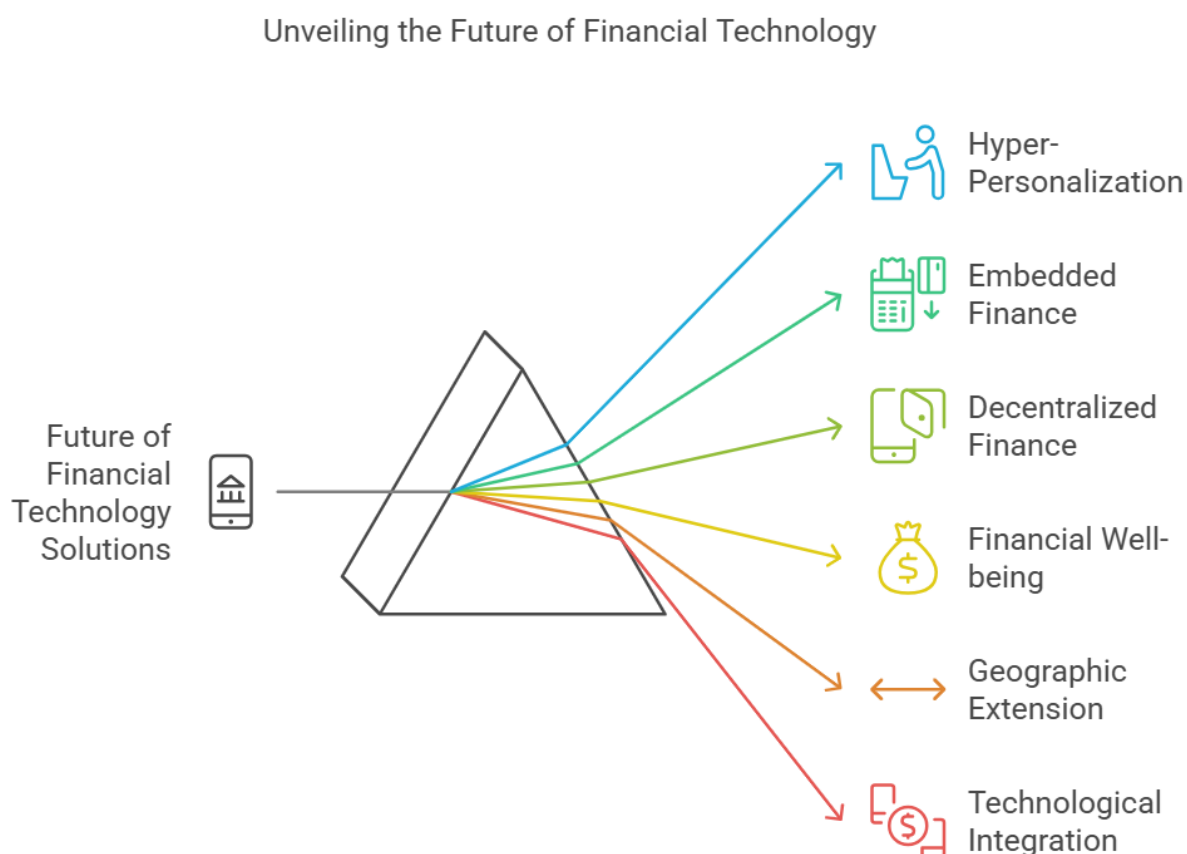 Unveiling the Future of Financial Technology
Future of
Financial
Technology
Solutions
Hyper-
Personalization
Embedded
Finance
Decentralized
Finance
Financial Well-
being
Geographic
Extension
Technological
Integration